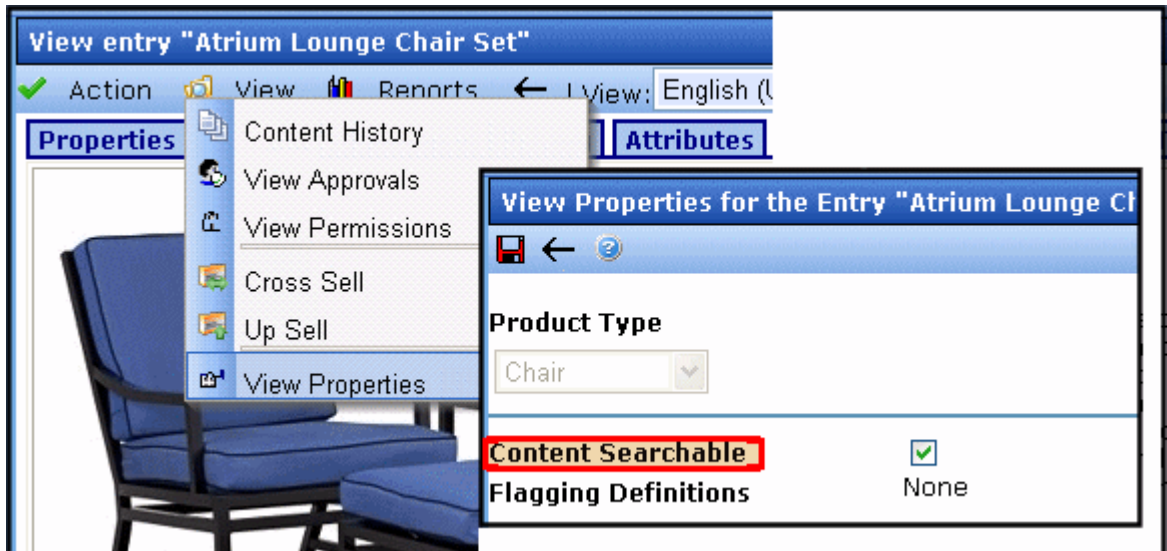 View entry "Atrium Lounge Chair Set"
Action View Reports View: English (U
Properties Attributes
Content History
View Approvals
View Permissions
Cross Sell
Up Sell
View Properties
View Properties for the Entry "Atrium Lounge Ch
Product Type
Chair
Content Searchable
Flagging Definitions None